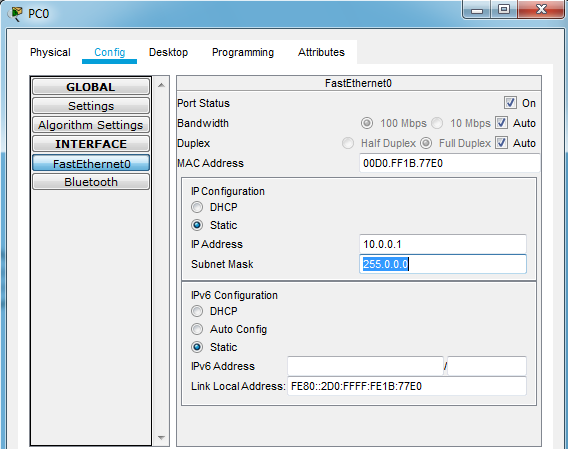 PC0
Physical Config Desktop Programming Attributes
GLOBAL
Settings
Algorithm Settings
INTERFACE
FastEthernet0
Bluetooth
FastEthernet0
Port Status On
Bandwidth 100 Mbps 10 Mbps Auto
Duplex Half Duplex Full Duplex Auto
MAC Address 00D0.FF1B.77E0
IP Configuration
DHCP
Static
IP Address 10.0.0.1
Subnet Mask 255.0.0.0
IPv6 Configuration
DHCP
Auto Config
Static
IPv6 Address /
Link Local Address: FE80::2D0:FFFF:FE1B:77E0